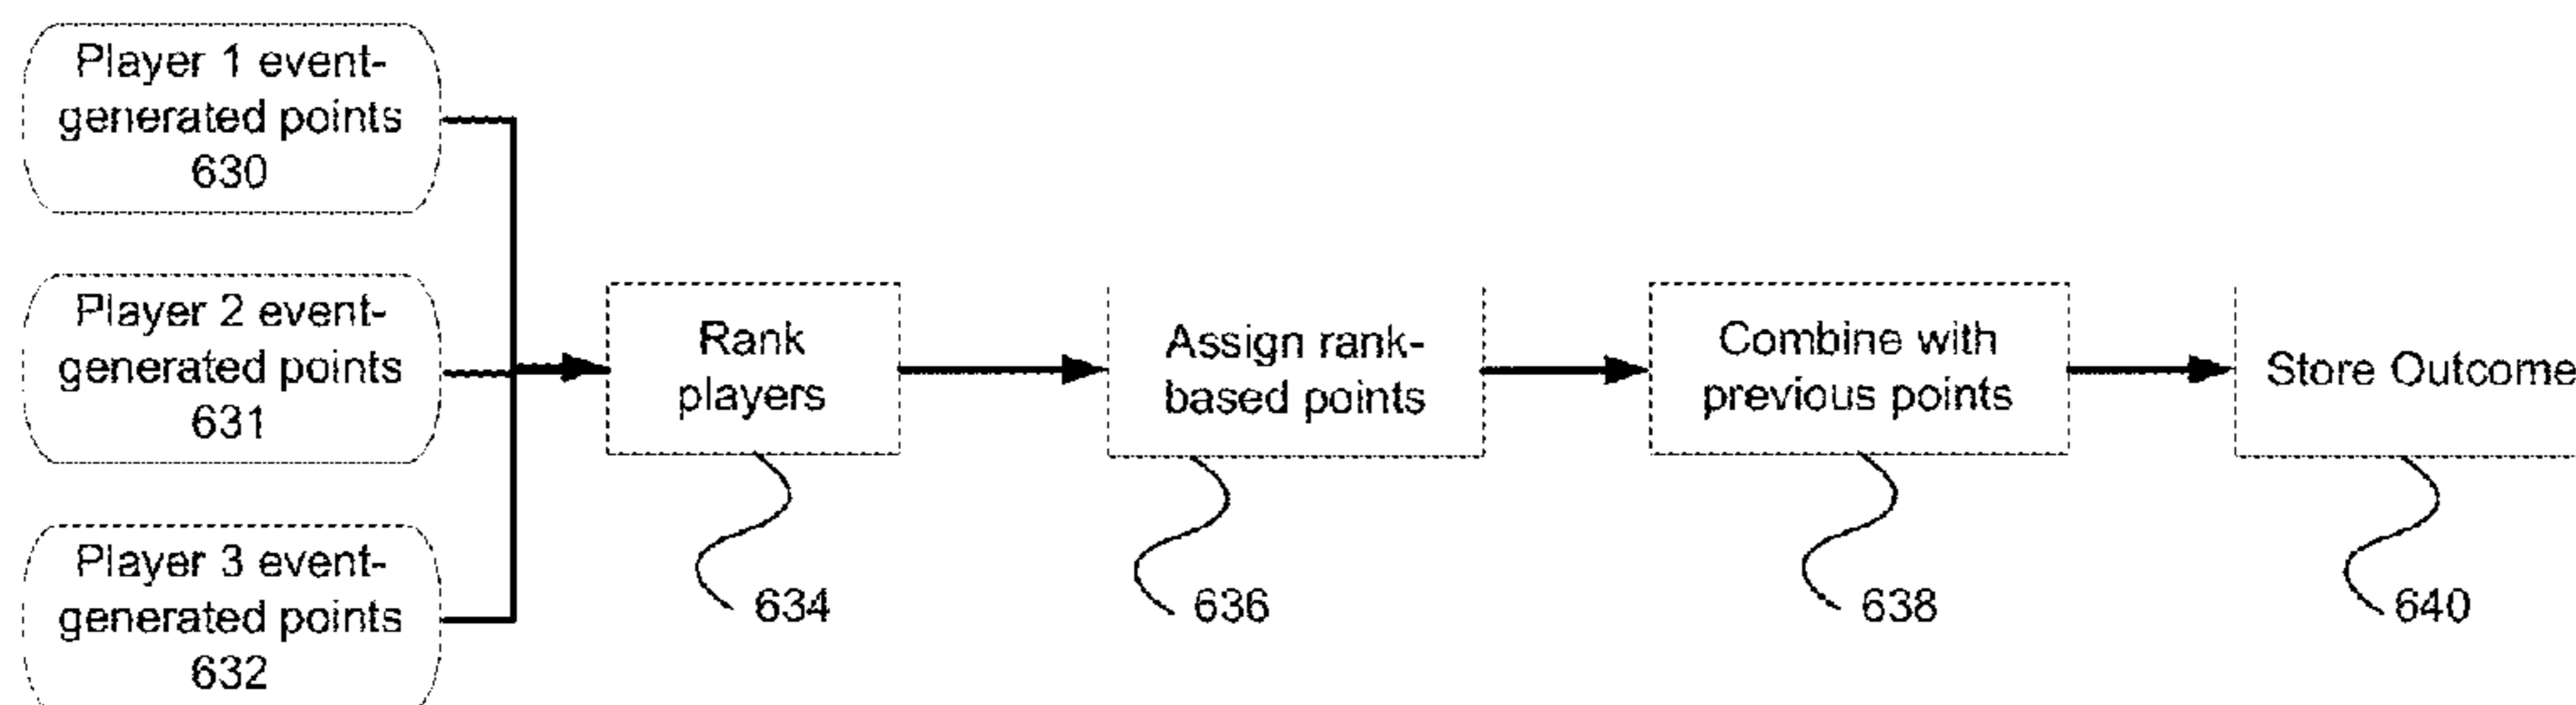 Player 1 event-
generated points
630
Player 2 event-
generated points
631
Player 3 event-
generated points
632
Rank
players
634
Assign rank-
based points
636
Combine with
previous points
638
Store Outcome
640